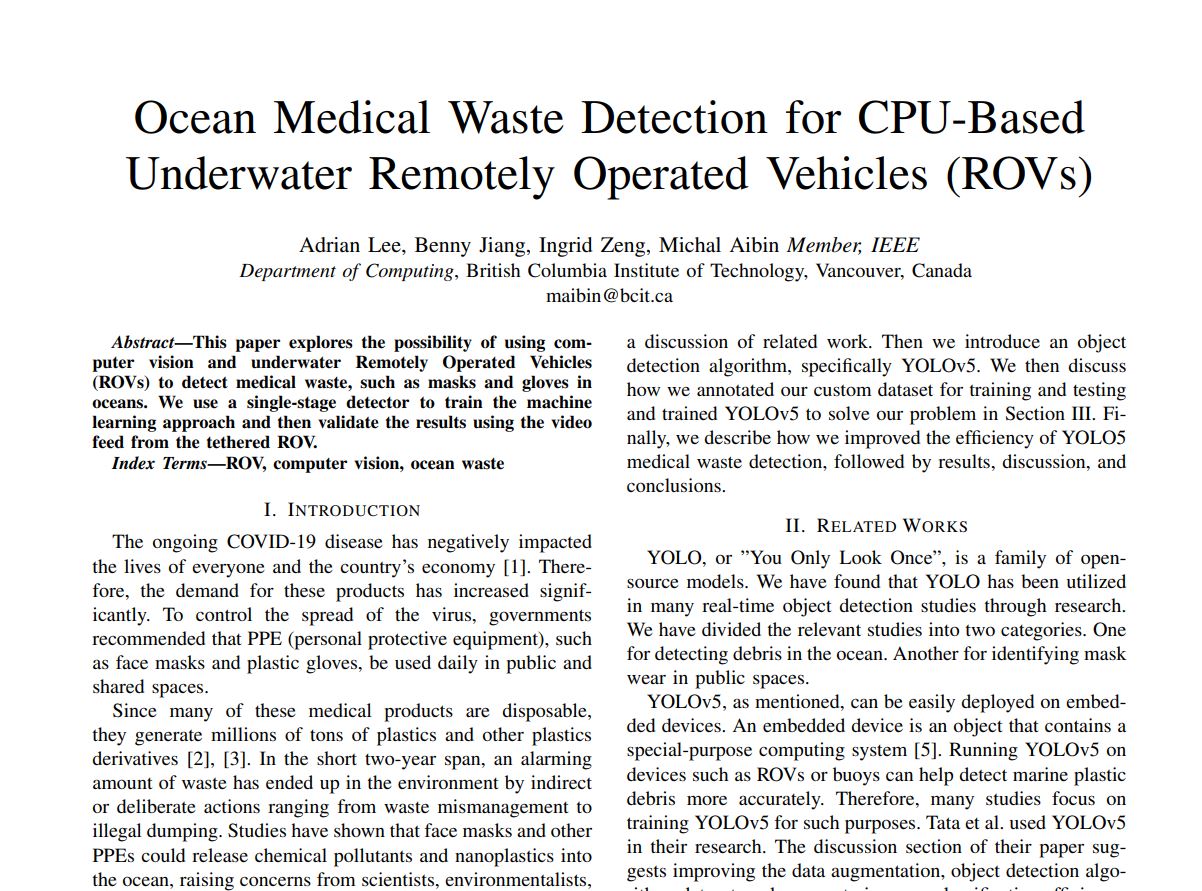 Ocean Medical Waste Detection for CPU-Based
Underwater Remotely Operated Vehicles (ROVs)
Adrian Lee, Benny Jiang, Ingrid Zeng, Michal Aibin Member, IEEE
Department of Computing, British Columbia Institute of Technology, Vancouver, Canada
maibin@bcit.ca
Abstract—This paper explores the possibility of using com-
puter vision and underwater Remotely Operated Vehicles
(ROVs) to detect medical waste, such as masks and gloves in
oceans. We use a single-stage detector to train the machine
learning approach and then validate the results using the video
feed from the tethered ROV.
Index Terms—ROV, computer vision, ocean waste
I. INTRODUCTION
The ongoing COVID-19 disease has negatively impacted
the lives of everyone and the country's economy [1]. There-
fore, the demand for these products has increased signif-
icantly. To control the spread of the virus, governments
recommended that PPE (personal protective equipment), such
as face masks and plastic gloves, be used daily in public and
shared spaces.
Since many of these medical products are disposable,
they generate millions of tons of plastics and other plastics
derivatives [2], [3]. In the short two-year span, an alarming
amount of waste has ended up in the environment by indirect
or deliberate actions ranging from waste mismanagement to
illegal dumping. Studies have shown that face masks and other
PPEs could release chemical pollutants and nanoplastics into
the ocean, raising concerns from scientists, environmentalists,
a discussion of related work. Then we introduce an object
detection algorithm, specifically YOLOv5. We then discuss
how we annotated our custom dataset for training and testing
and trained YOLOv5 to solve our problem in Section III. Fi-
nally, we describe how we improved the efficiency of YOLO5
medical waste detection, followed by results, discussion, and
conclusions.
II. RELATED WORKS
YOLO, or ”You Only Look Once”, is a family of open-
source models. We have found that YOLO has been utilized
in many real-time object detection studies through research.
We have divided the relevant studies into two categories. One
for detecting debris in the ocean. Another for identifying mask
wear in public spaces.
YOLOv5, as mentioned, can be easily deployed on embed-
ded devices. An embedded device is an object that contains a
special-purpose computing system [5]. Running YOLOv5 on
devices such as ROVs or buoys can help detect marine plastic
debris more accurately. Therefore, many studies focus on
training YOLOv5 for such purposes. Tata et al. used YOLOv5
in their research. The discussion section of their paper sug-
gests improving the data augmentation, object detection algo-